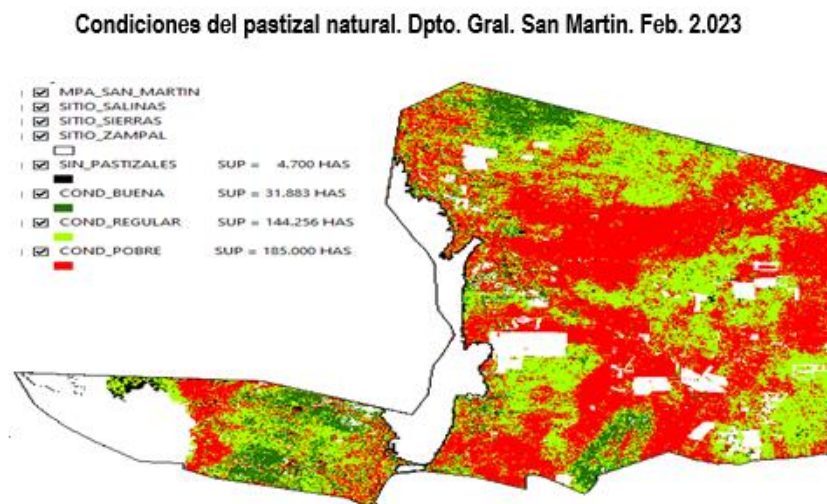 Condiciones del pastizal natural. Dpto. Gral. San Martin. Feb. 2.023
MPA_SAN_MARTIN
SITIO_SALINAS
SITIO_SIERRAS
SITIO_ZAMPAL
SIN_PASTIZALES SUP = 4.700 HAS
COND_BUENA SUP = 31.883 HAS
COND_REGULAR SUP = 144.256 HAS
COND_POBRE SUP = 185.000 HAS